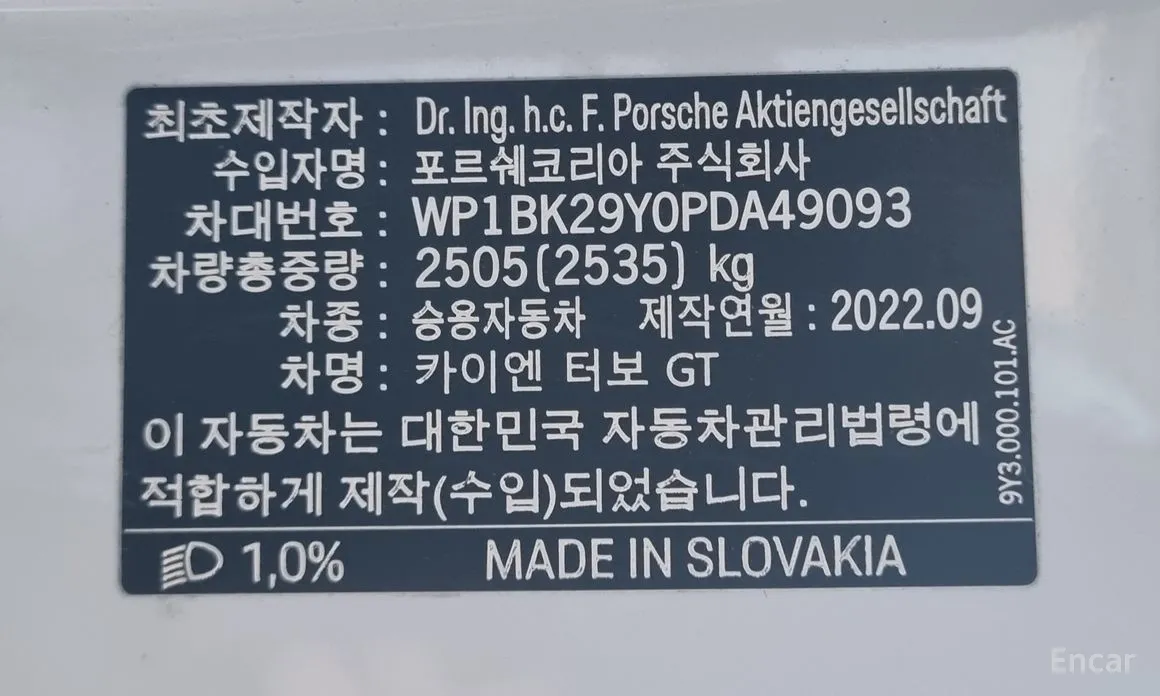 최초제작자 : Dr. Ing. h.c. F. Porsche Aktiengesellschaft
수입자명 : 포르쉐코리아 주식회사
차대번호 : WP1BK29Y0PDA49093
차량총중량 : 2505(2535) kg
차종 : 승용자동차 제작연월 : 2022.09
차명 : 카이엔 터보 GT
이 자동차는 대한민국 자동차관리법령에
적합하게 제작(수입)되었습니다.
9Y3.000.101.AC
1,0% MADE IN SLOVAKIA
Encar